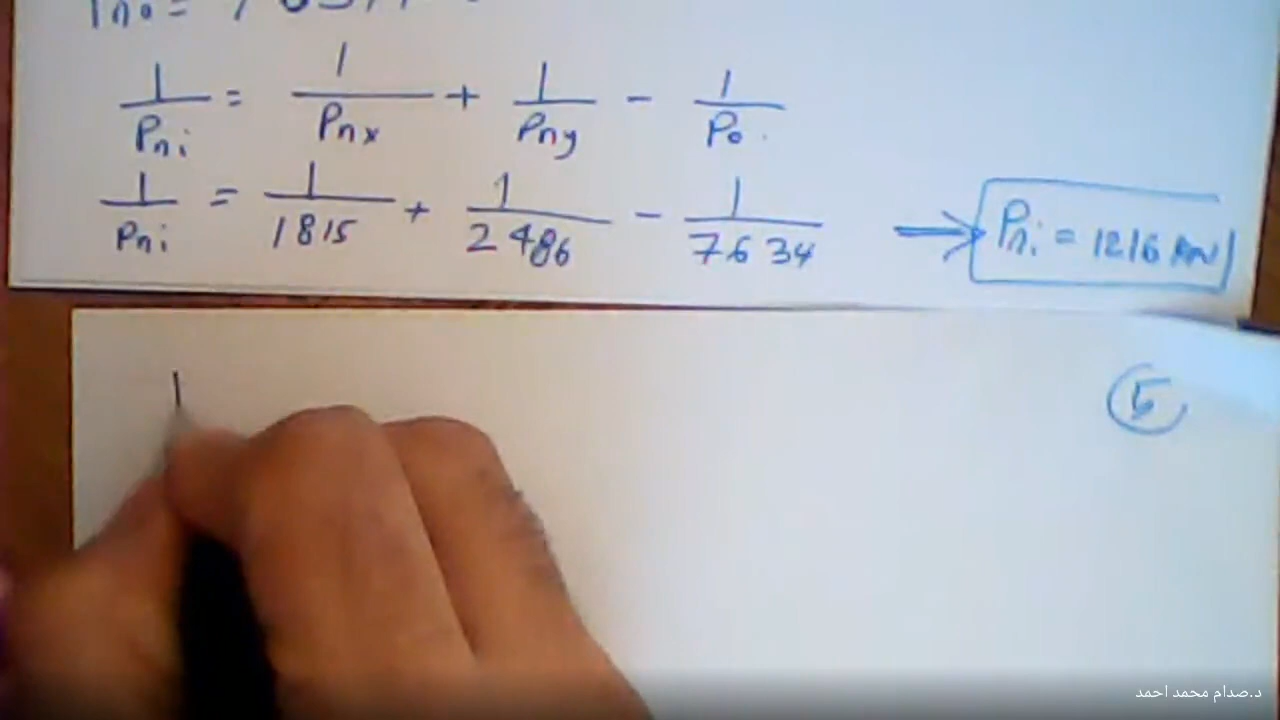 1/Pni = 1/Pnx + 1/Pny - 1/Po.
1/Pni = 1/1815 + 1/2486 - 1/7634 → Pni = 1216 kN
5
د.صدام محمد احمد